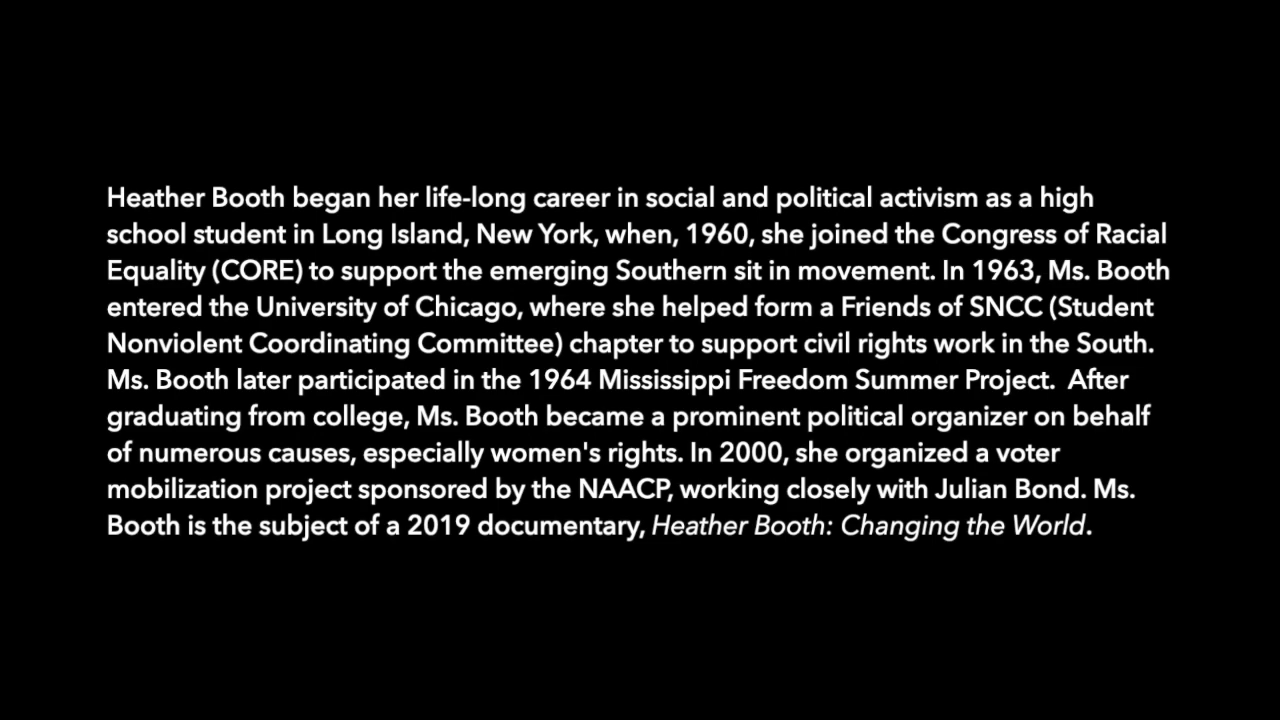 Heather Booth began her life-long career in social and political activism as a high
school student in Long Island, New York, when, 1960, she joined the Congress of Racial
Equality (CORE) to support the emerging Southern sit in movement. In 1963, Ms. Booth
entered the University of Chicago, where she helped form a Friends of SNCC (Student
Nonviolent Coordinating Committee) chapter to support civil rights work in the South.
Ms. Booth later participated in the 1964 Mississippi Freedom Summer Project.  After
graduating from college, Ms. Booth became a prominent political organizer on behalf
of numerous causes, especially women's rights. In 2000, she organized a voter
mobilization project sponsored by the NAACP, working closely with Julian Bond. Ms.
Booth is the subject of a 2019 documentary, Heather Booth: Changing the World.